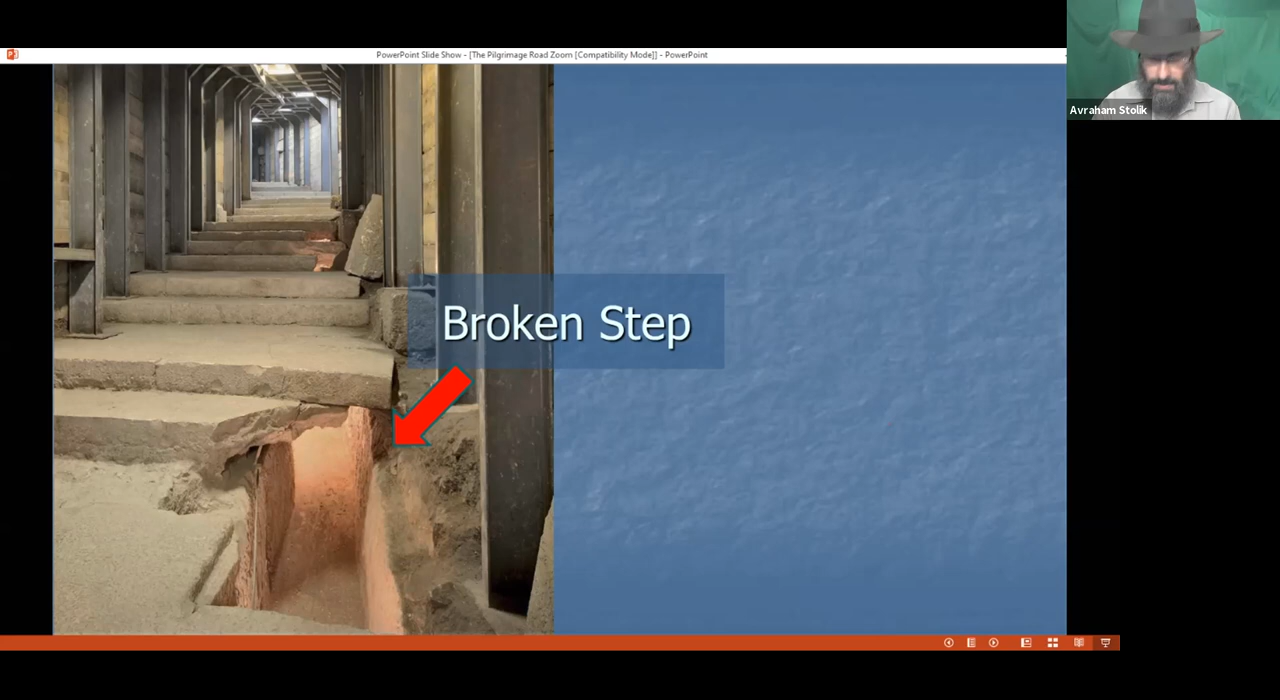 PowerPoint Slide Show - [The Pilgrimage Road Zoom [Compatibility Mode]] - PowerPoint
Avraham Stolik
Broken Step